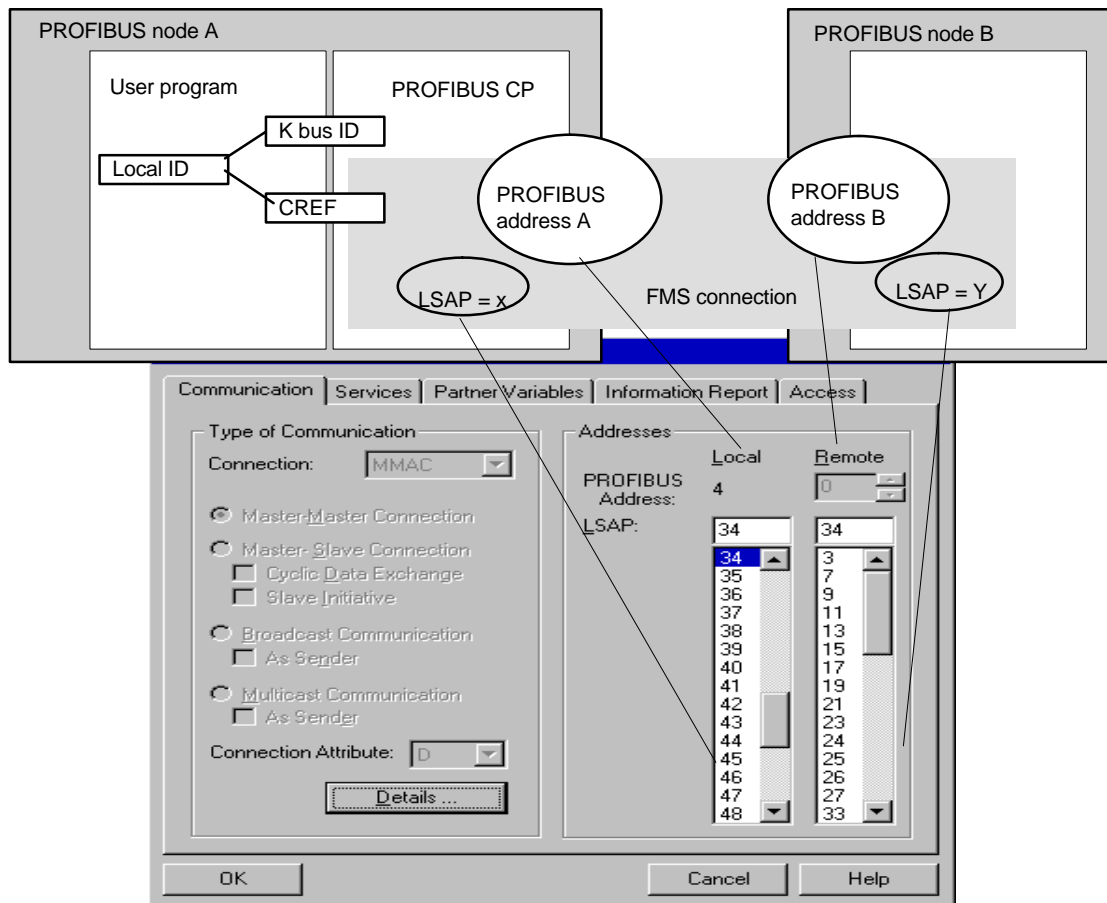 PROFIBUS node A
PROFIBUS node B
User program
PROFIBUS CP
K bus ID
Local ID
CREF
PROFIBUS
address A
PROFIBUS
address B
LSAP = x
FMS connection
LSAP = Y
Communication
Services
Partner Variables
Information Report
Access
Type of Communication
Connection:
MMAC
Master-Master Connection
Master- Slave Connection
Cyclic Data Exchange
Slave Initiative
Broadcast Communication
As Sender
Multicast Communication
As Sender
Connection Attribute:
D
Details ...
Addresses
Local
Remote
PROFIBUS
Address:
4
0
LSAP:
34
34
34
35
36
37
38
39
40
41
42
43
44
45
46
47
48
3
7
9
11
13
15
17
19
21
23
24
25
26
27
33
OK
Cancel
Help